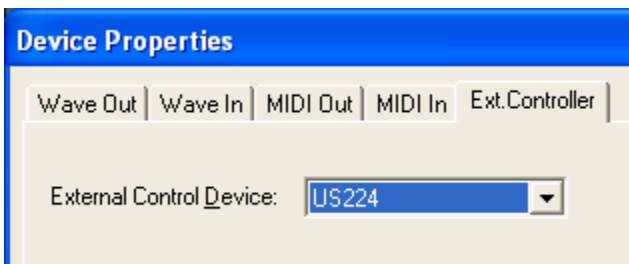 Device Properties
Wave Out Wave In MIDI Out MIDI In Ext.Controller
External Control Device: US224